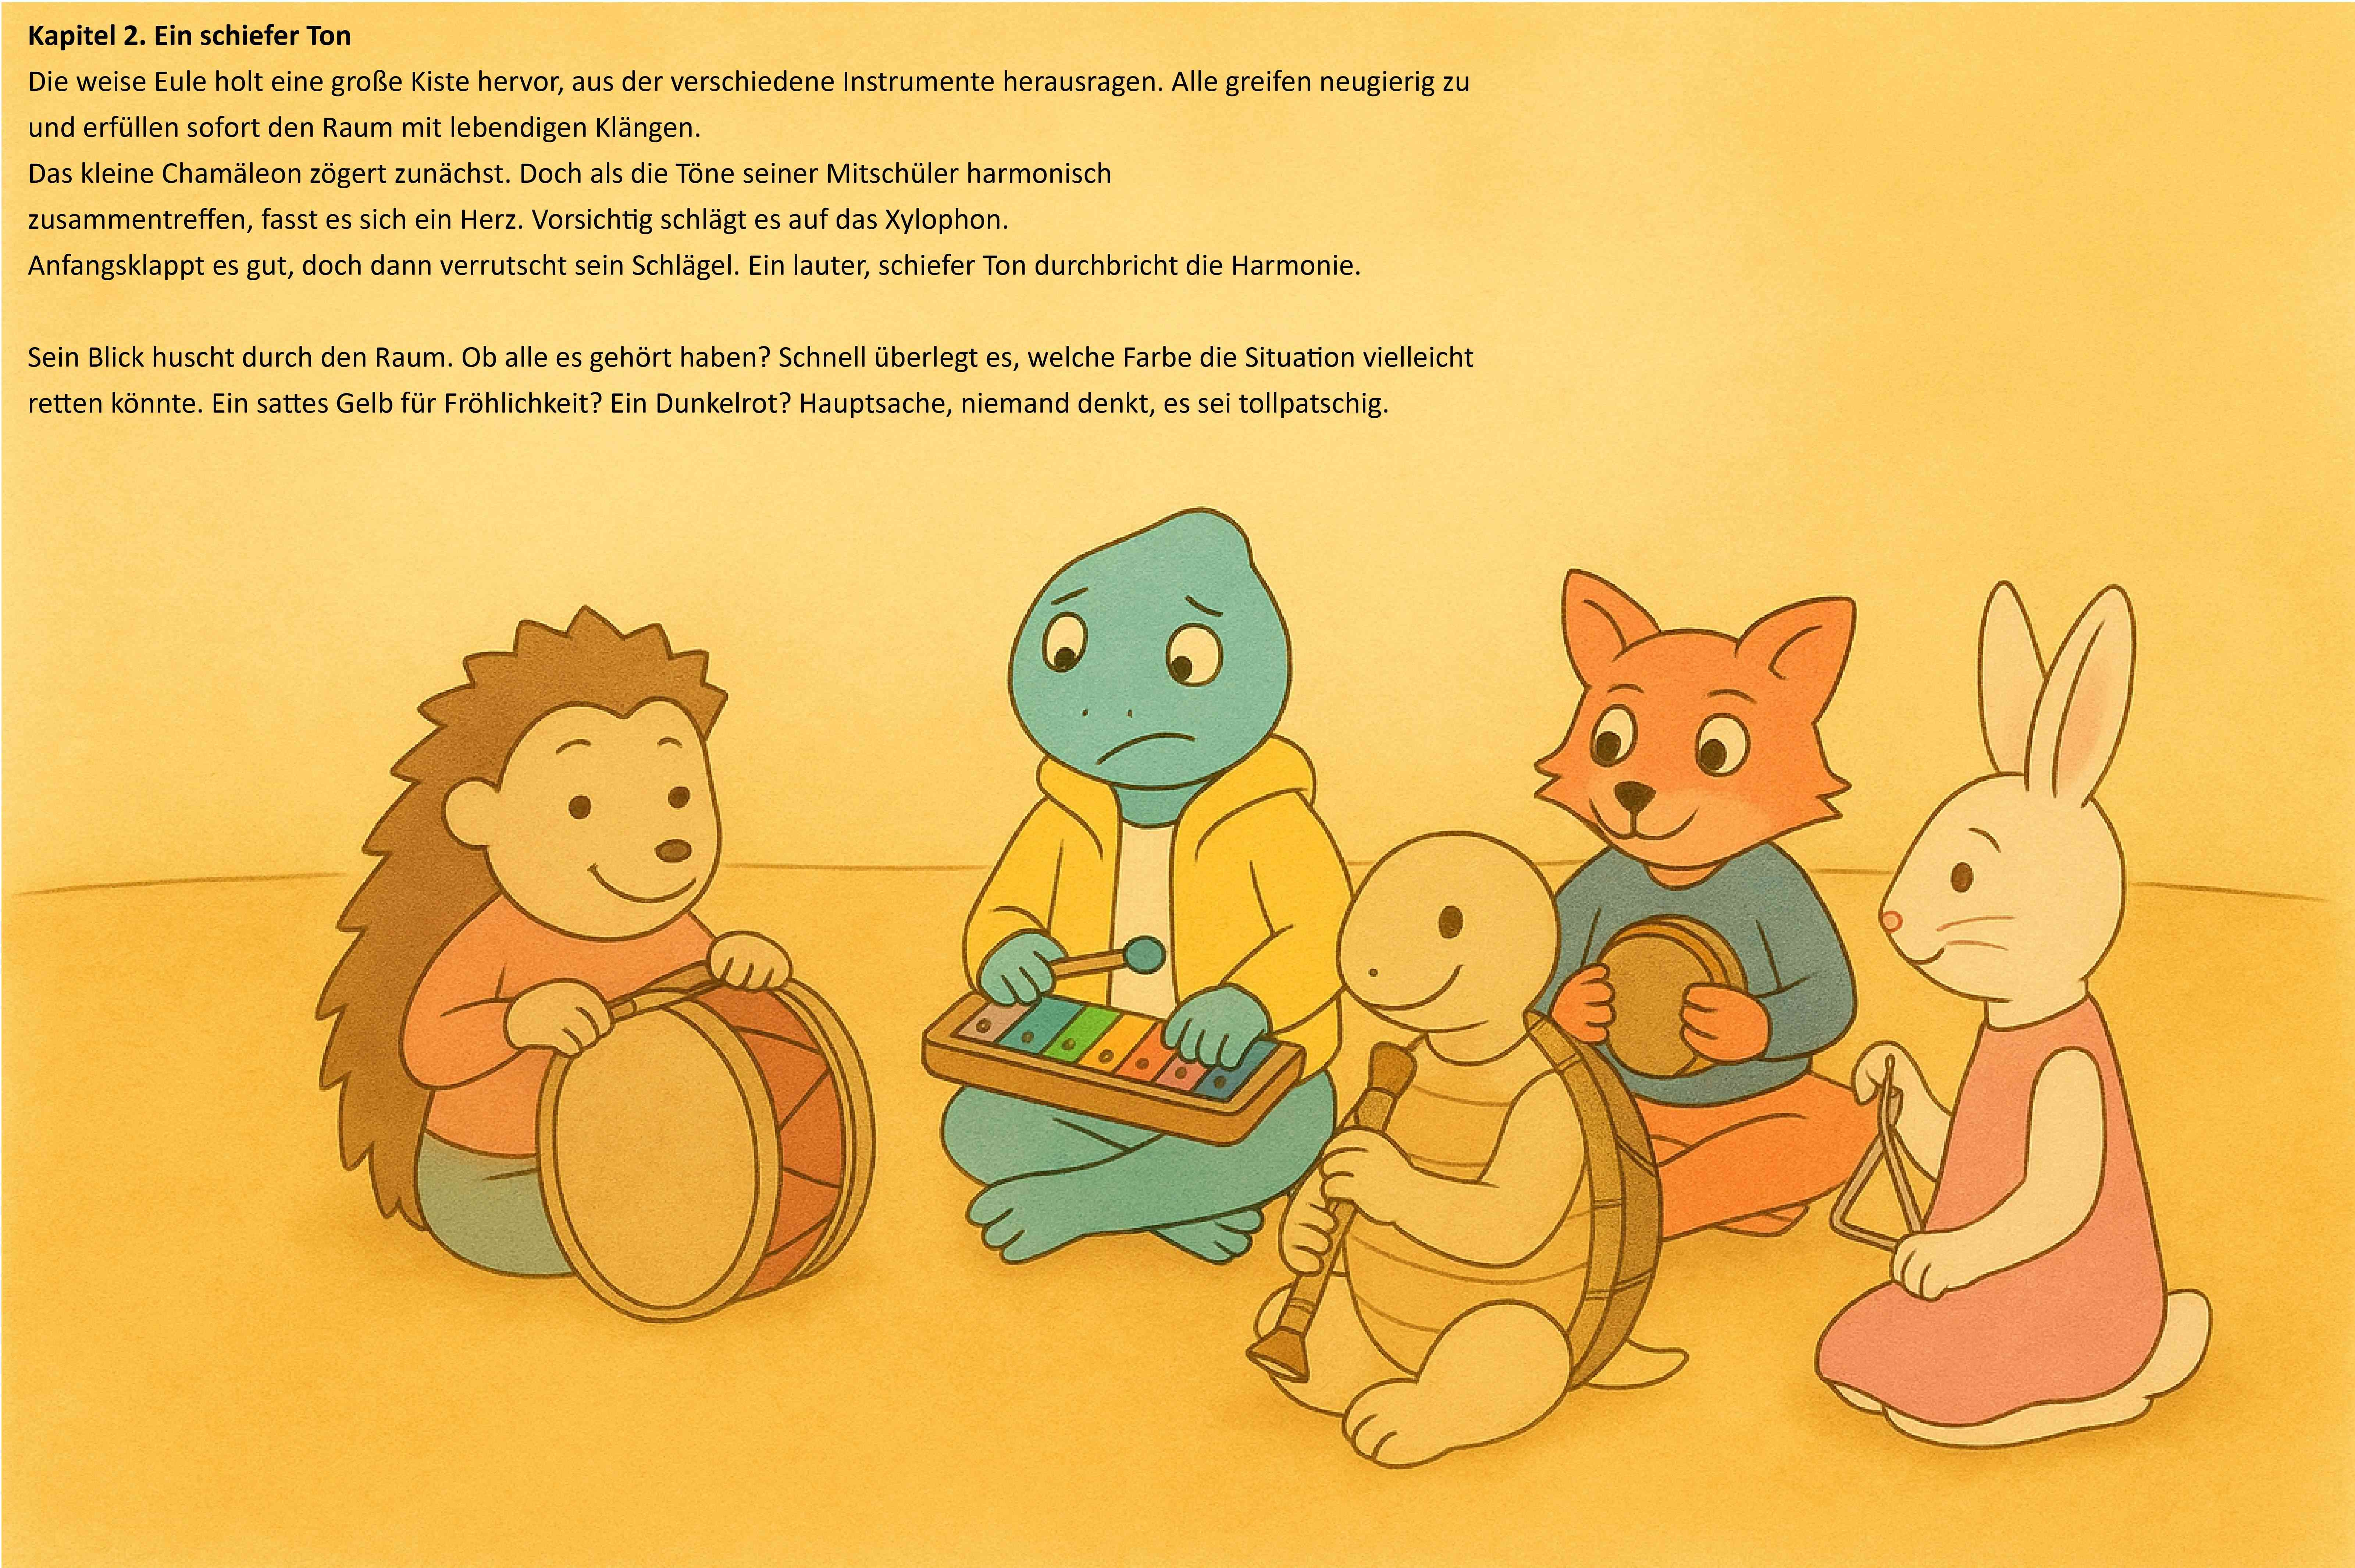 Kapitel 2. Ein schiefer Ton
Die weise Eule holt eine große Kiste hervor, aus der verschiedene Instrumente herausragen. Alle greifen neugierig zu
und erfüllen sofort den Raum mit lebendigen Klängen.
Das kleine Chamäleon zögert zunächst. Doch als die Töne seiner Mitschüler harmonisch
zusammentreffen, fasst es sich ein Herz. Vorsichtig schlägt es auf das Xylophon.
Anfangsklappt es gut, doch dann verrutscht sein Schlägel. Ein lauter, schiefer Ton durchbricht die Harmonie.
Sein Blick huscht durch den Raum. Ob alle es gehört haben? Schnell überlegt es, welche Farbe die Situation vielleicht
retten könnte. Ein sattes Gelb für Fröhlichkeit? Ein Dunkelrot? Hauptsache, niemand denkt, es sei tollpatschig.